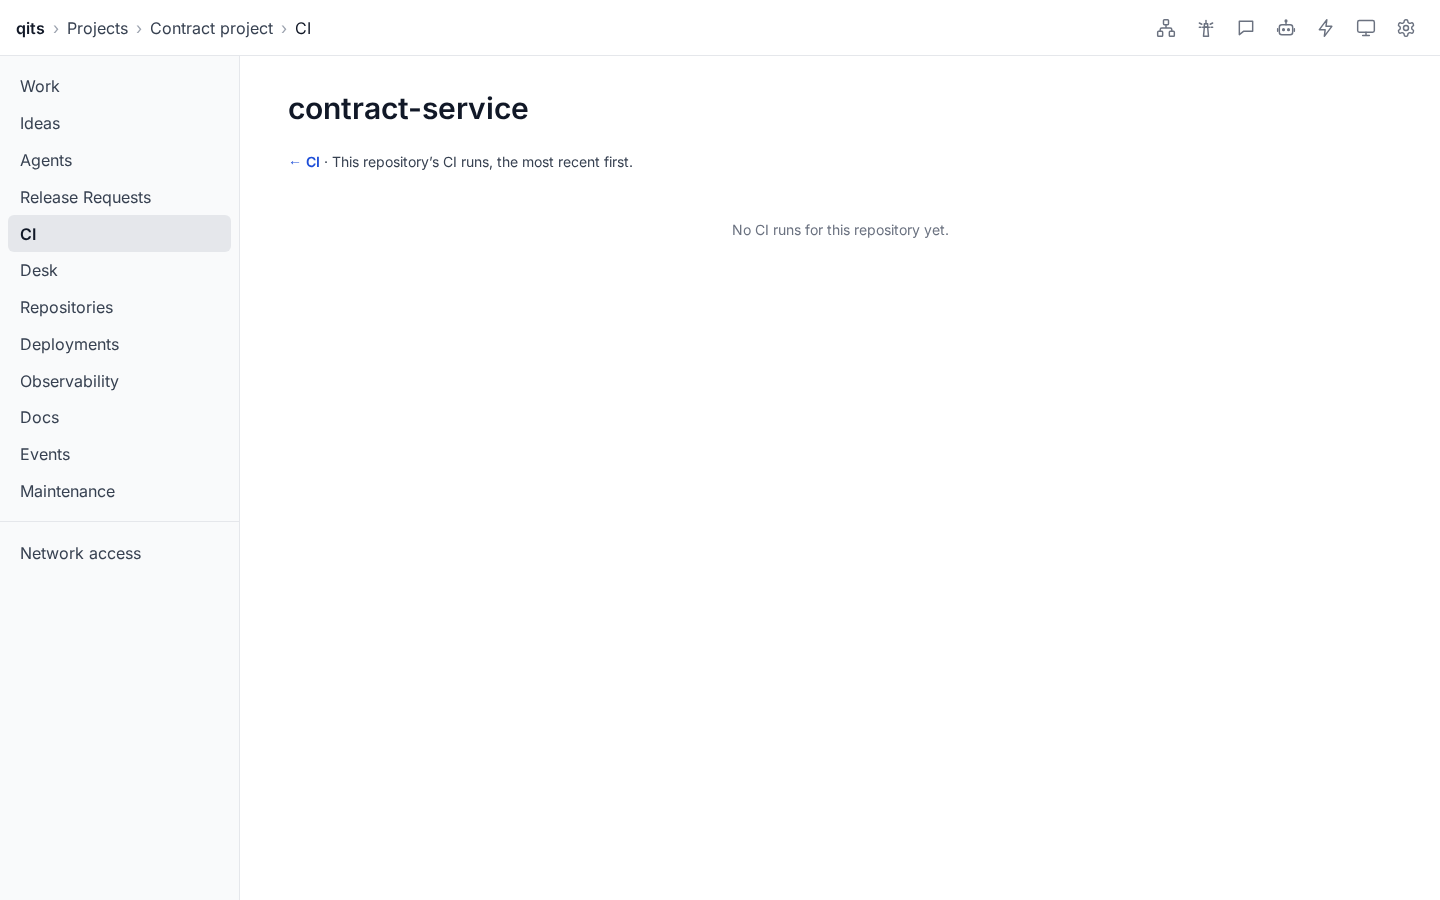 qits › Projects › Contract project › CI
Work
Ideas
Agents
Release Requests
CI
Desk
Repositories
Deployments
Observability
Docs
Events
Maintenance
Network access
contract-service
← CI · This repository’s CI runs, the most recent first.
No CI runs for this repository yet.